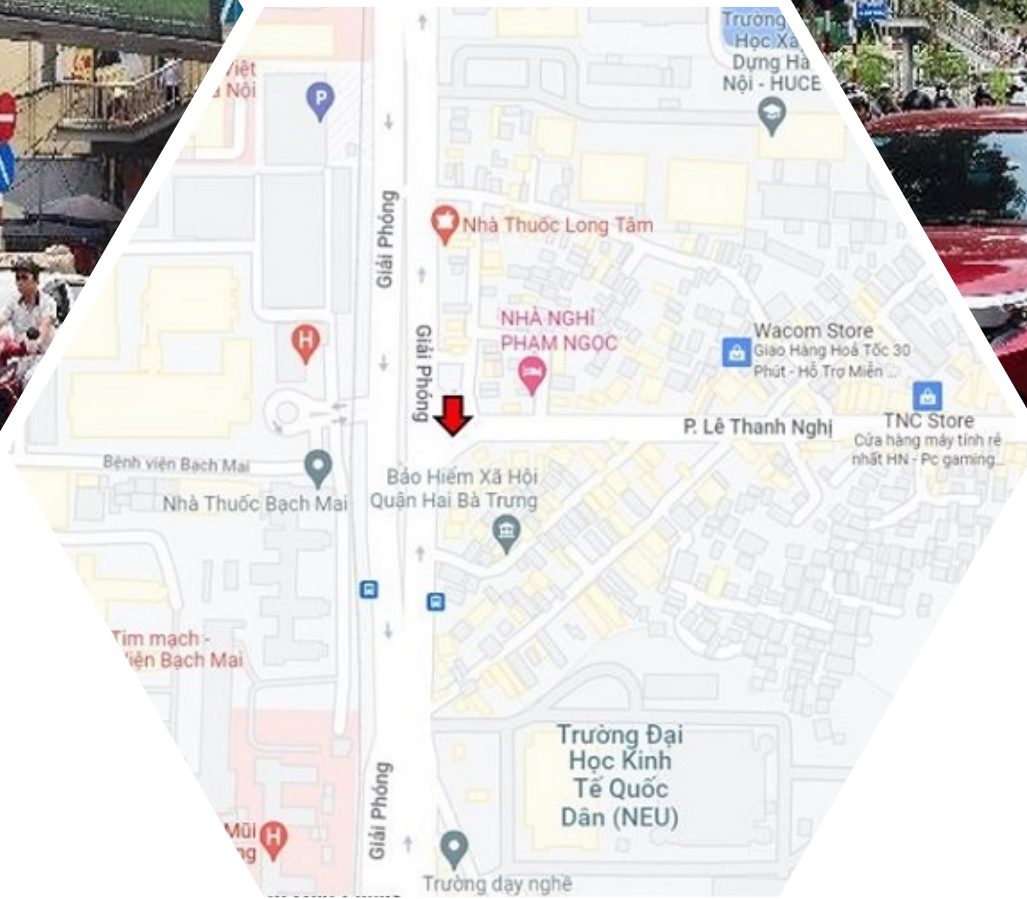 Trường
Học Xâ
Dựng Hà
Nội - HUCE
Việt
à Nội
P
Giải Phóng
Nhà Thuốc Long Tâm
Giải Phóng
NHÀ NGHỈ
PHẠM NGỌC
H
Wacom Store
Giao Hàng Hoả Tốc 30
Phút - Hỗ Trợ Miễn ...
TNC Store
Cửa hàng máy tính rẻ
nhất HN - Pc gaming...
P. Lê Thanh Nghị
Bệnh viện Bạch Mai
Nhà Thuốc Bạch Mai
Bảo Hiểm Xã Hội
Quận Hai Bà Trưng
Tim mạch -
Viện Bạch Mai
Trường Đại
Học Kinh
Tế Quốc
Dân (NEU)
Giải Phóng
Mũi
ng
H
Trường dạy nghề